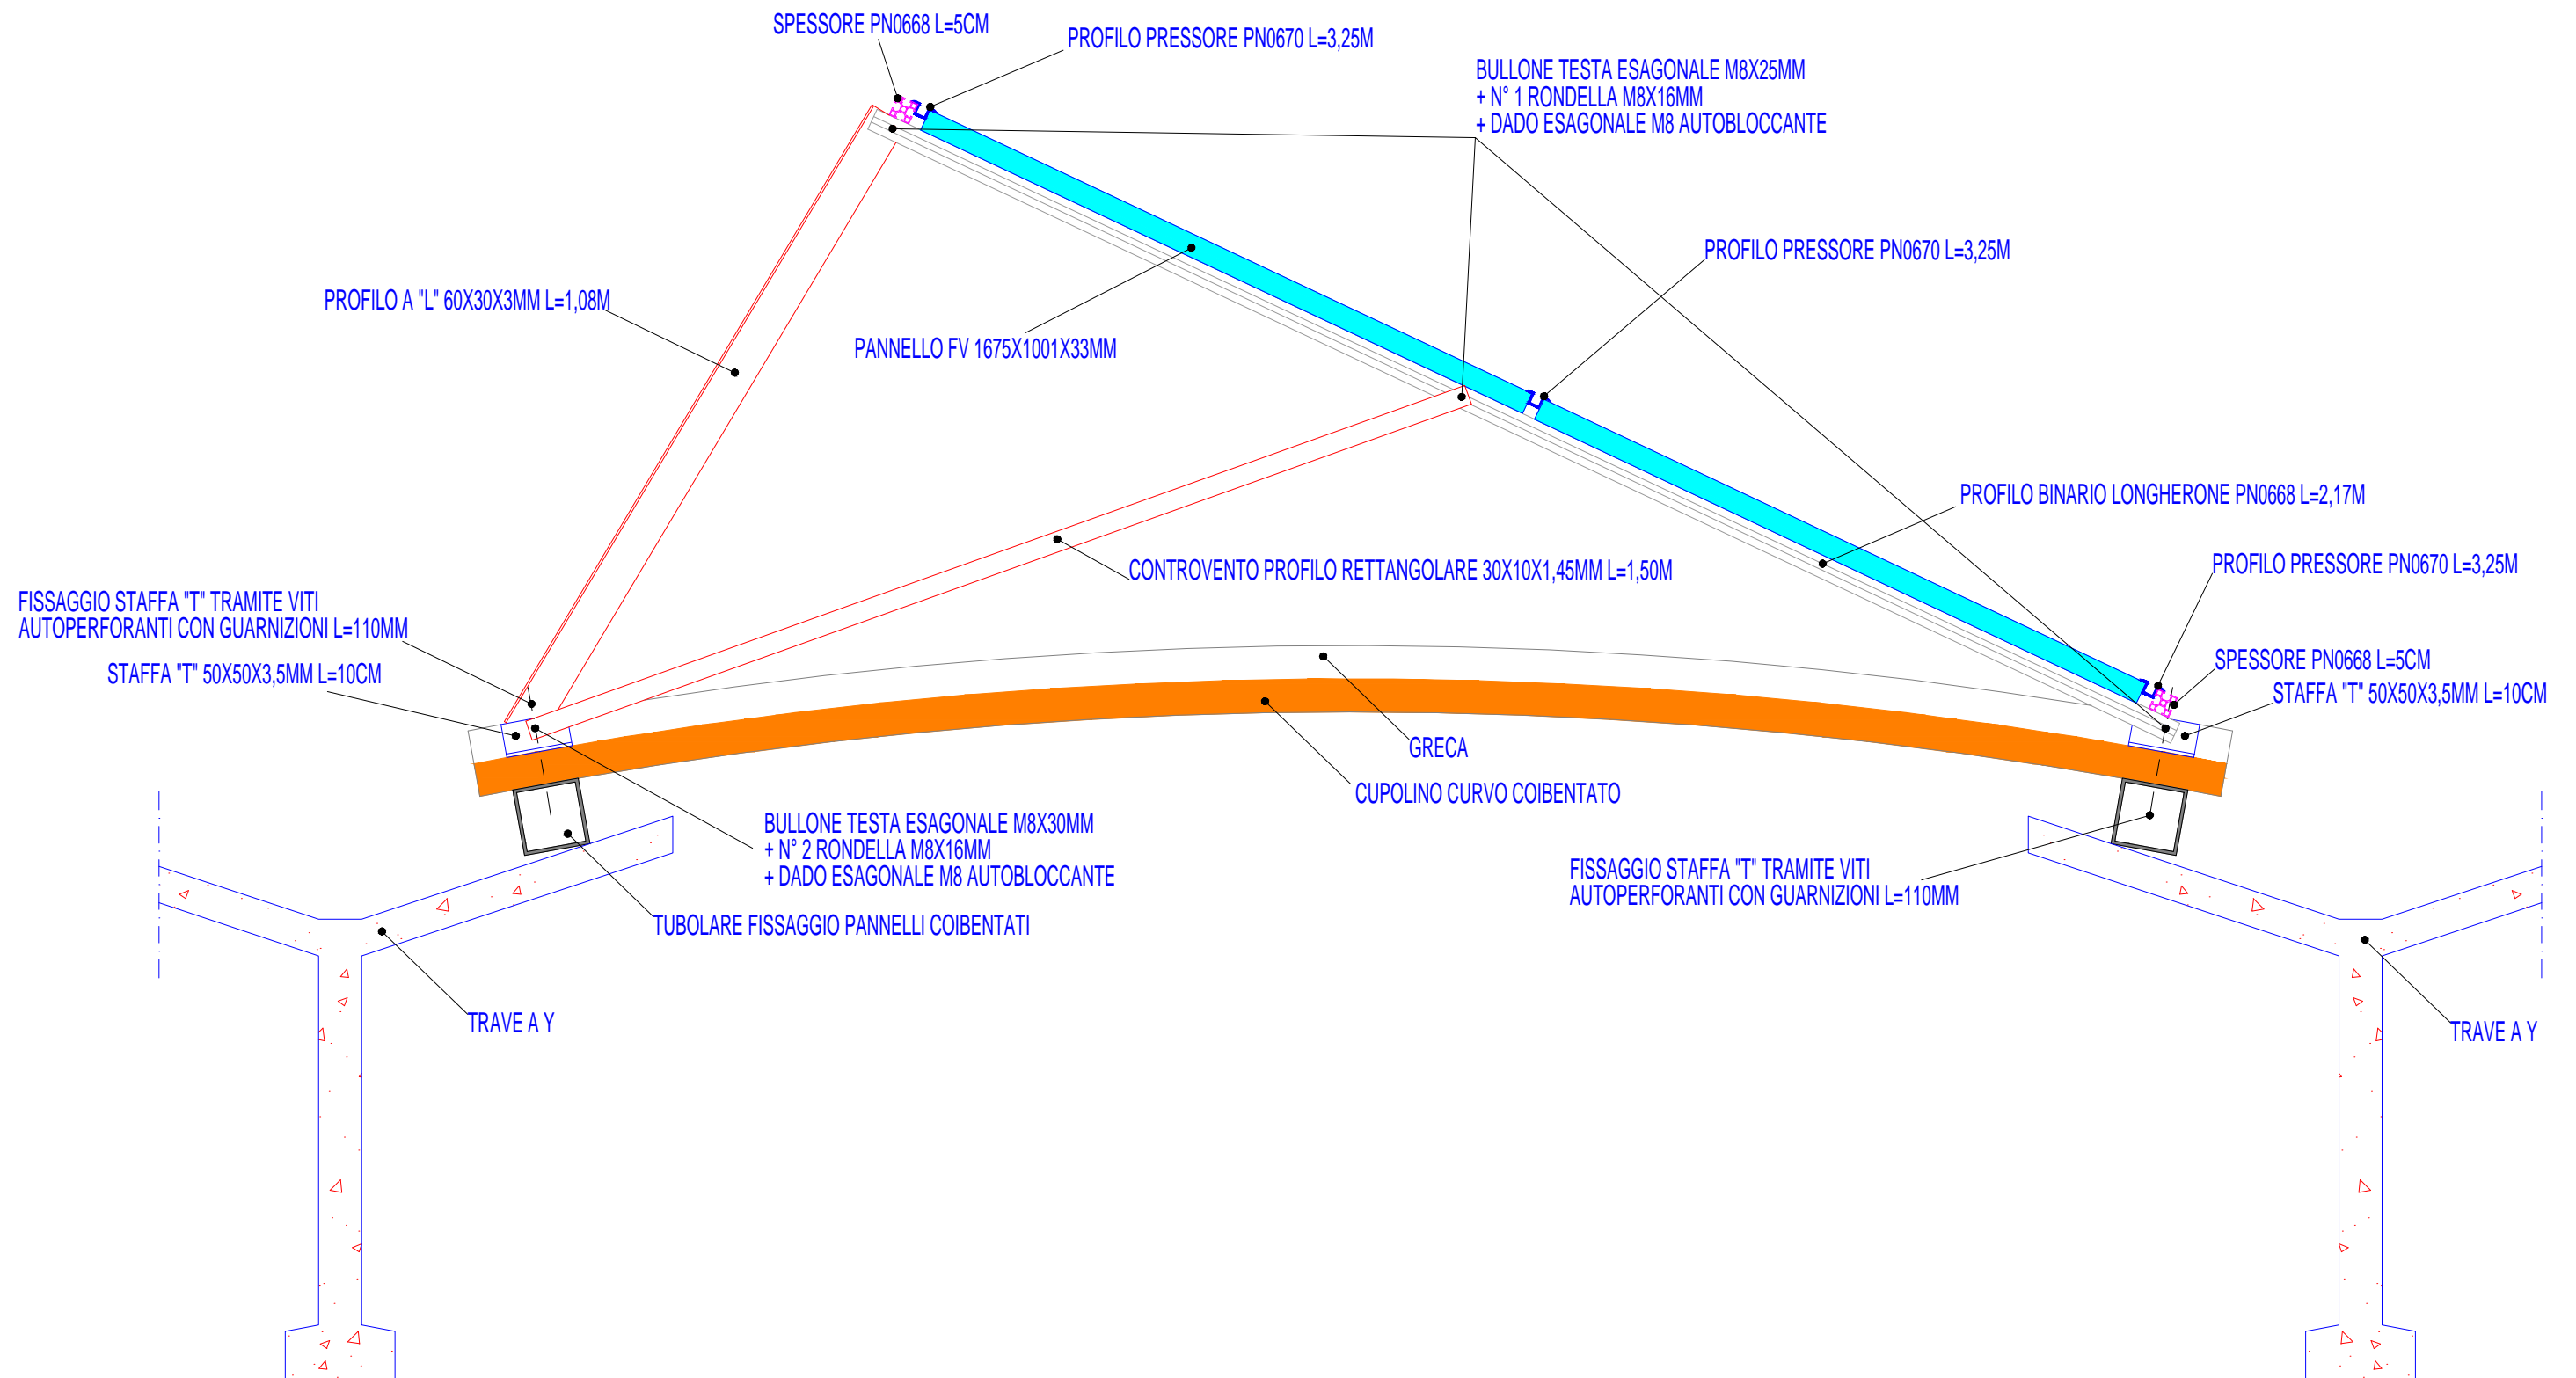 SPESSORE PN0668 L=5CM
PROFILO PRESSORE PN0670 L=3,25M
BULLONE TESTA ESAGONALE M8X25MM
+ N° 1 RONDELLA M8X16MM
+ DADO ESAGONALE M8 AUTOBLOCCANTE
PROFILO PRESSORE PN0670 L=3,25M
PROFILO A "L" 60X30X3MM L=1,08M
PANNELLO FV 1675X1001X33MM
PROFILO BINARIO LONGHERONE PN0668 L=2,17M
PROFILO PRESSORE PN0670 L=3,25M
CONTROVENTO PROFILO RETTANGOLARE 30X10X1,45MM L=1,50M
FISSAGGIO STAFFA "T" TRAMITE VITI
AUTOPERFORANTI CON GUARNIZIONI L=110MM
STAFFA "T" 50X50X3,5MM L=10CM
SPESSORE PN0668 L=5CM
STAFFA "T" 50X50X3,5MM L=10CM
GRECA
CUPOLINO CURVO COIBENTATO
BULLONE TESTA ESAGONALE M8X30MM
+ N° 2 RONDELLA M8X16MM
+ DADO ESAGONALE M8 AUTOBLOCCANTE
FISSAGGIO STAFFA "T" TRAMITE VITI
AUTOPERFORANTI CON GUARNIZIONI L=110MM
TUBOLARE FISSAGGIO PANNELLI COIBENTATI
TRAVE A Y
TRAVE A Y